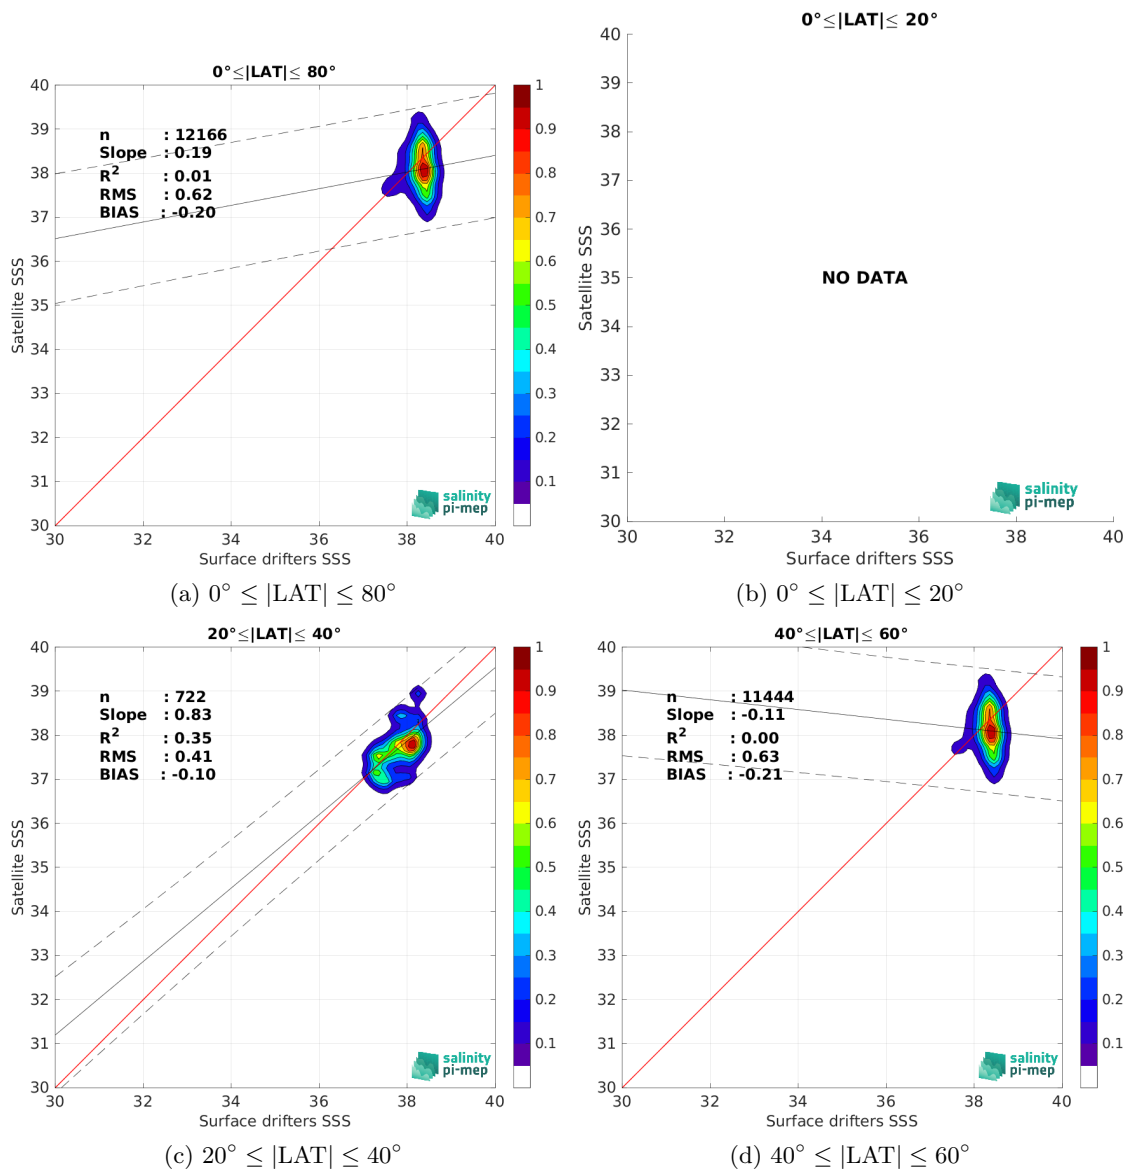 0°≤|LAT|≤ 80°
n : 12166
Slope : 0.19
R² : 0.01
RMS : 0.62
BIAS : -0.20
40
39
38
37
36
35
34
33
32
31
30
Satellite SSS
30 32 34 36 38 40
Surface drifters SSS
1
0.9
0.8
0.7
0.6
0.5
0.4
0.3
0.2
0.1
salinity
pi-mep
(a) 0° ≤ |LAT| ≤ 80°
0°≤|LAT|≤ 20°
40
39
38
37
36
35
34
33
32
31
30
Satellite SSS
NO DATA
30 32 34 36 38 40
Surface drifters SSS
salinity
pi-mep
(b) 0° ≤ |LAT| ≤ 20°
20°≤|LAT|≤ 40°
n : 722
Slope : 0.83
R² : 0.35
RMS : 0.41
BIAS : -0.10
40
39
38
37
36
35
34
33
32
31
30
Satellite SSS
30 32 34 36 38 40
Surface drifters SSS
1
0.9
0.8
0.7
0.6
0.5
0.4
0.3
0.2
0.1
salinity
pi-mep
(c) 20° ≤ |LAT| ≤ 40°
40°≤|LAT|≤ 60°
n : 11444
Slope : -0.11
R² : 0.00
RMS : 0.63
BIAS : -0.21
40
39
38
37
36
35
34
33
32
31
30
Satellite SSS
30 32 34 36 38 40
Surface drifters SSS
1
0.9
0.8
0.7
0.6
0.5
0.4
0.3
0.2
0.1
salinity
pi-mep
(d) 40° ≤ |LAT| ≤ 60°